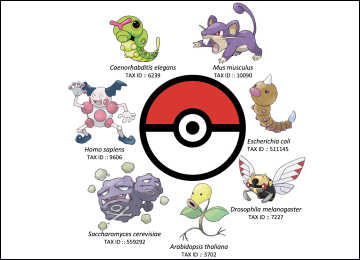 Caenorhabditis elegans
TAX ID : 6239
Mus musculus
TAX ID :: 10090
Homo sapiens
TAX ID :: 9606
Escherichia coli
TAX ID :: 511145
Saccharomyces cerevisiae
TAX ID :: 559292
Drosophila melanogaster
TAX ID :: 7227
Arabidopsis thaliana
TAX ID :: 3702